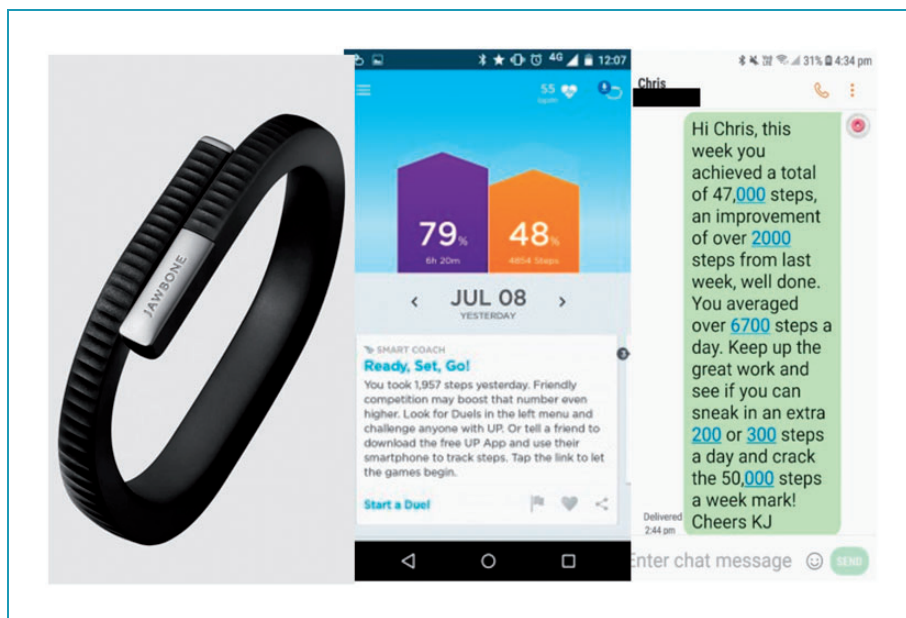 JAWBONE
4G 12:07
55
bpm
79%
6h 20m
48%
4854 Steps
JUL 08
YESTERDAY
SMART COACH
Ready, Set, Go!
You took 1,957 steps yesterday. Friendly
competition may boost that number even
higher. Look for Duels in the left menu and
challenge anyone with UP. Or tell a friend to
download the free UP App and use their
smartphone to track steps. Tap the link to let
the games begin.
Start a Duel
3
31% 4:34 pm
Chris
Hi Chris, this
week you
achieved a total
of 47,000 steps,
an improvement
of over 2000
steps from last
week, well done.
You averaged
over 6700 steps a
day. Keep up the
great work and
see if you can
sneak in an extra
200 or 300 steps
a day and crack
the 50,000 steps
a week mark!
Cheers KJ
Delivered
2:44 pm
Enter chat message
SEND